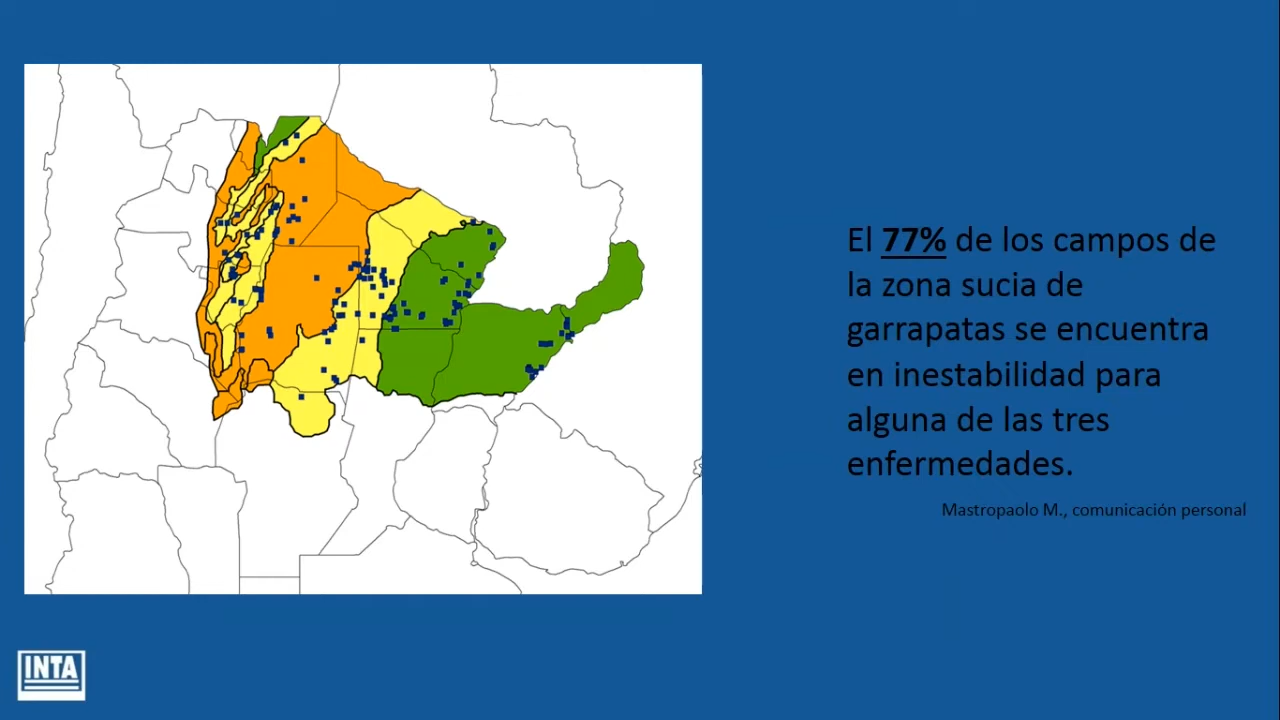 El 77% de los campos de
la zona sucia de
garrapatas se encuentra
en inestabilidad para
alguna de las tres
enfermedades.
Mastropaolo M., comunicación personal
INTA